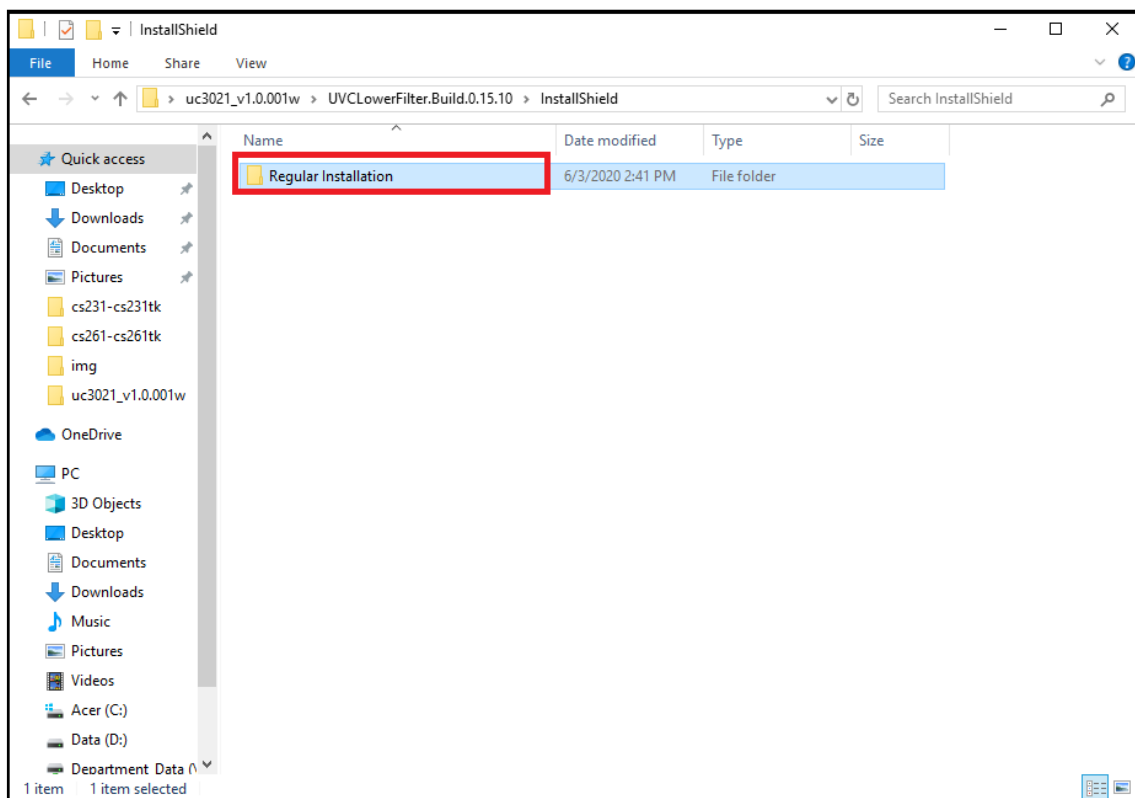 InstallShield
File Home Share View
uc3021_v1.0.001w > UVCLowerFilter.Build.0.15.10 > InstallShield
Search InstallShield
Name Date modified Type Size
Regular Installation 6/3/2020 2:41 PM File folder
Quick access
Desktop
Downloads
Documents
Pictures
cs231-cs231tk
cs261-cs261tk
img
uc3021_v1.0.001w
OneDrive
PC
3D Objects
Desktop
Documents
Downloads
Music
Pictures
Videos
Acer (C:)
Data (D:)
Department Data (
1 item 1 item selected